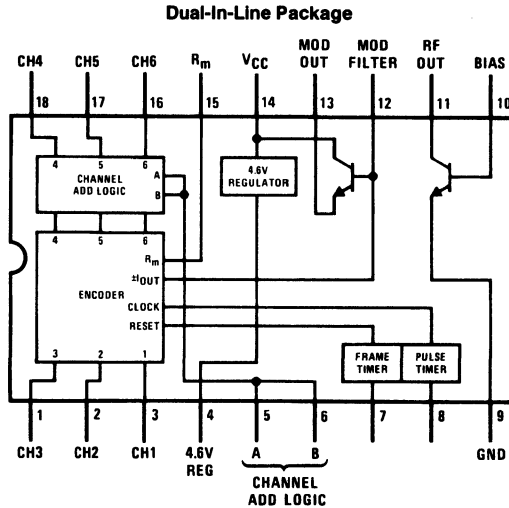 Dual-In-Line Package
CH4 CH5 CH6 Rm VCC MOD OUT MOD FILTER RF OUT BIAS
18 17 16 15 14 13 12 11 10
4 5 6
CHANNEL ADD LOGIC
A
B
4.6V REGULATOR
4 5 6
Rm
±IOUT
ENCODER
CLOCK
RESET
3 2 1
FRAME TIMER
PULSE TIMER
1 2 3 4 5 6 7 8 9
CH3 CH2 CH1 4.6V REG A B GND
CHANNEL
ADD LOGIC